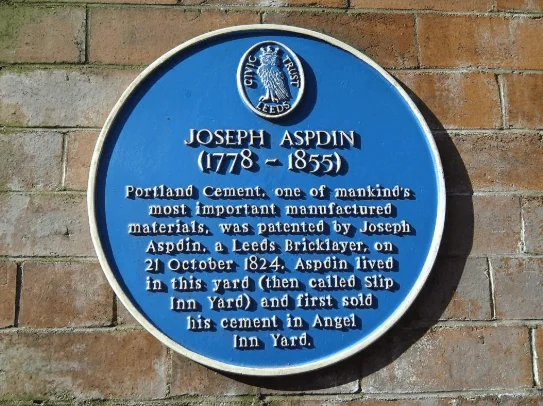 CIVIC TRUST
LEEDS
JOSEPH ASPDIN
(1778 - 1855)
Portland Cement, one of mankind's
most important manufactured
materials, was patented by Joseph
Aspdin, a Leeds Bricklayer, on
21 October 1824. Aspdin lived
in this yard (then called Slip
Inn Yard) and first sold
his cement in Angel
Inn Yard.